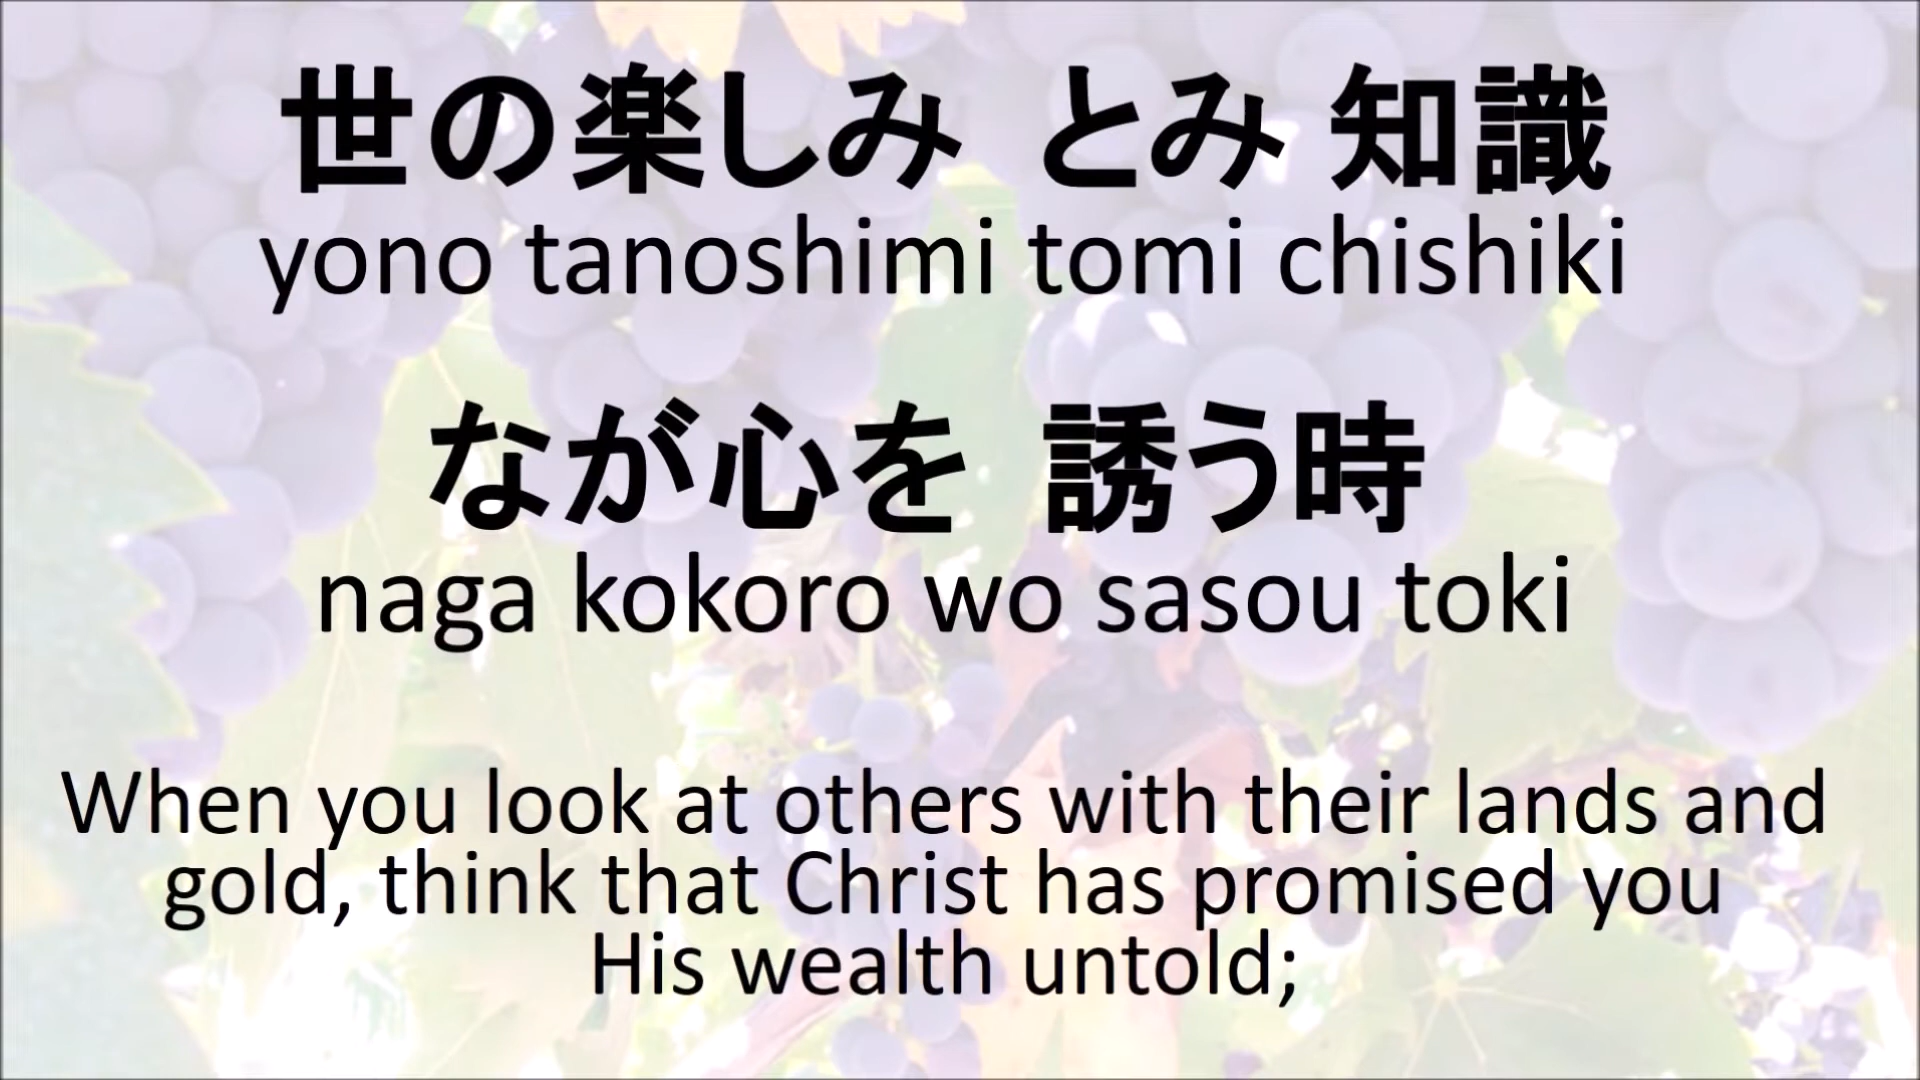 世の楽しみ とみ 知識
yono tanoshimi tomi chishiki
なが心を 誘う時
naga kokoro wo sasou toki
When you look at others with their lands and
gold, think that Christ has promised you
His wealth untold;